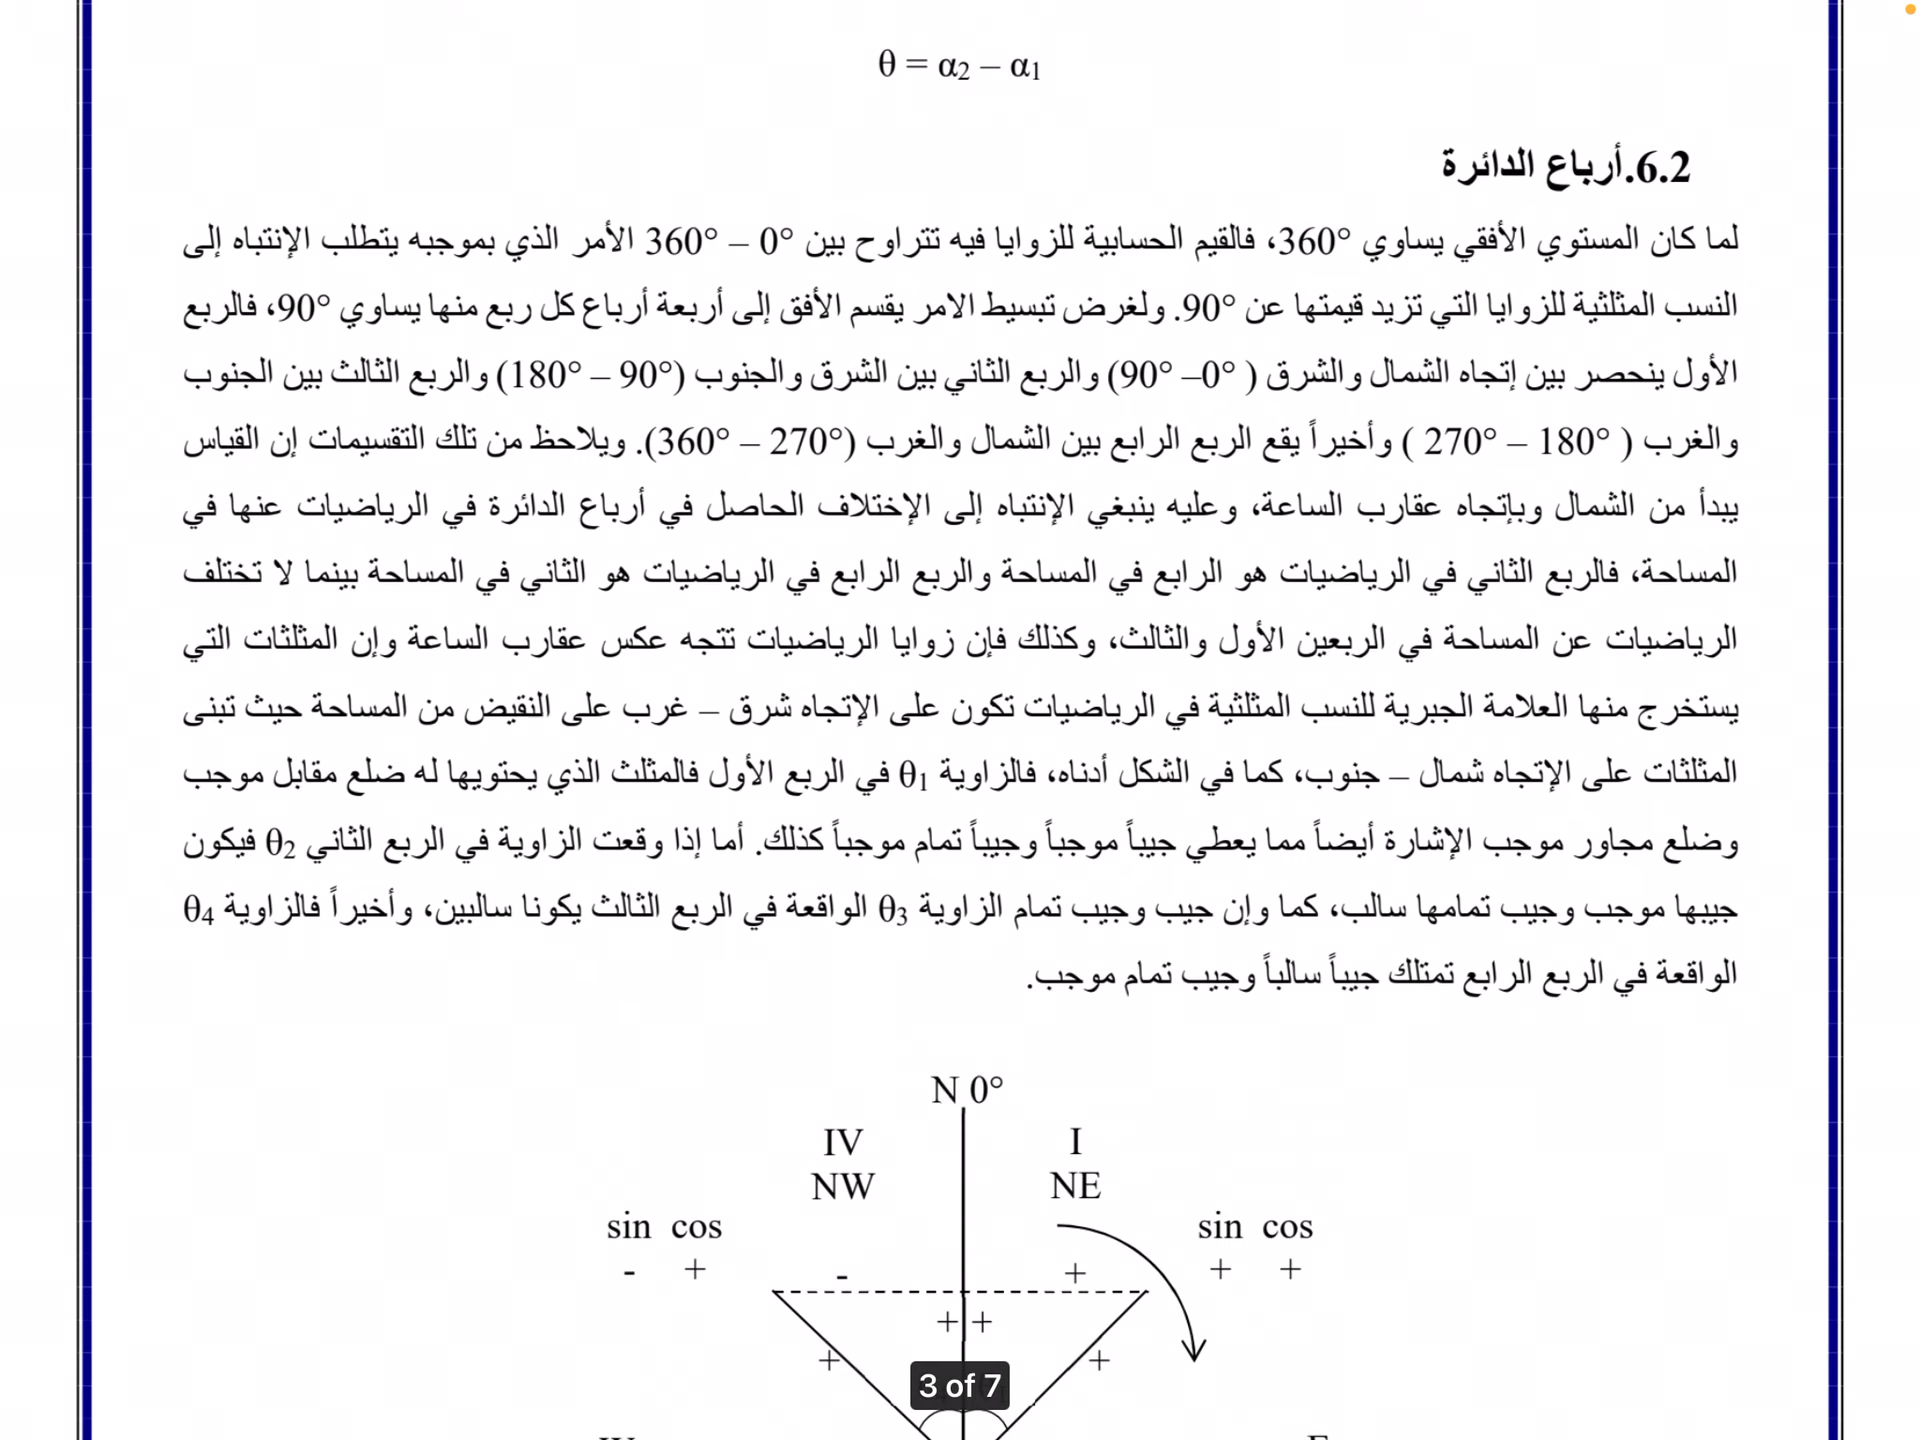 θ = α2 – α1
6.2.أرباع الدائرة
لما كان المستوي الأفقي يساوي °360، فالقيم الحسابية للزوايا فيه تتراوح بين °0 – °360 الأمر الذي بموجبه يتطلب الإنتباه إلى
النسب المثلثية للزوايا التي تزيد قيمتها عن °90. ولغرض تبسيط الامر يقسم الأفق إلى أربعة أرباع كل ربع منها يساوي °90، فالربع
الأول ينحصر بين إتجاه الشمال والشرق ( °0– °90) والربع الثاني بين الشرق والجنوب (°90 – °180) والربع الثالث بين الجنوب
والغرب ( °180 – °270 ) وأخيراً يقع الربع الرابع بين الشمال والغرب (°270 – °360). ويلاحظ من تلك التقسيمات إن القياس
يبدأ من الشمال وبإتجاه عقارب الساعة، وعليه ينبغي الإنتباه إلى الإختلاف الحاصل في أرباع الدائرة في الرياضيات عنها في
المساحة، فالربع الثاني في الرياضيات هو الرابع في المساحة والربع الرابع في الرياضيات هو الثاني في المساحة بينما لا تختلف
الرياضيات عن المساحة في الربعين الأول والثالث، وكذلك فإن زوايا الرياضيات تتجه عكس عقارب الساعة وإن المثلثات التي
يستخرج منها العلامة الجبرية للنسب المثلثية في الرياضيات تكون على الإتجاه شرق – غرب على النقيض من المساحة حيث تبنى
المثلثات على الإتجاه شمال – جنوب، كما في الشكل أدناه، فالزاوية θ1 في الربع الأول فالمثلث الذي يحتويها له ضلع مقابل موجب
وضلع مجاور موجب الإشارة أيضاً مما يعطي جيباً موجباً وجيباً تمام موجباً كذلك. أما إذا وقعت الزاوية في الربع الثاني θ2 فيكون
جيبها موجب وجيب تمامها سالب، كما وإن جيب وجيب تمام الزاوية θ3 الواقعة في الربع الثالث يكونا سالبين، وأخيراً فالزاوية θ4
الواقعة في الربع الرابع تمتلك جيباً سالباً وجيب تمام موجب.
N 0°
IV I
NW NE
sin cos sin cos
- + - + + +
+ +
+ +
3 of 7